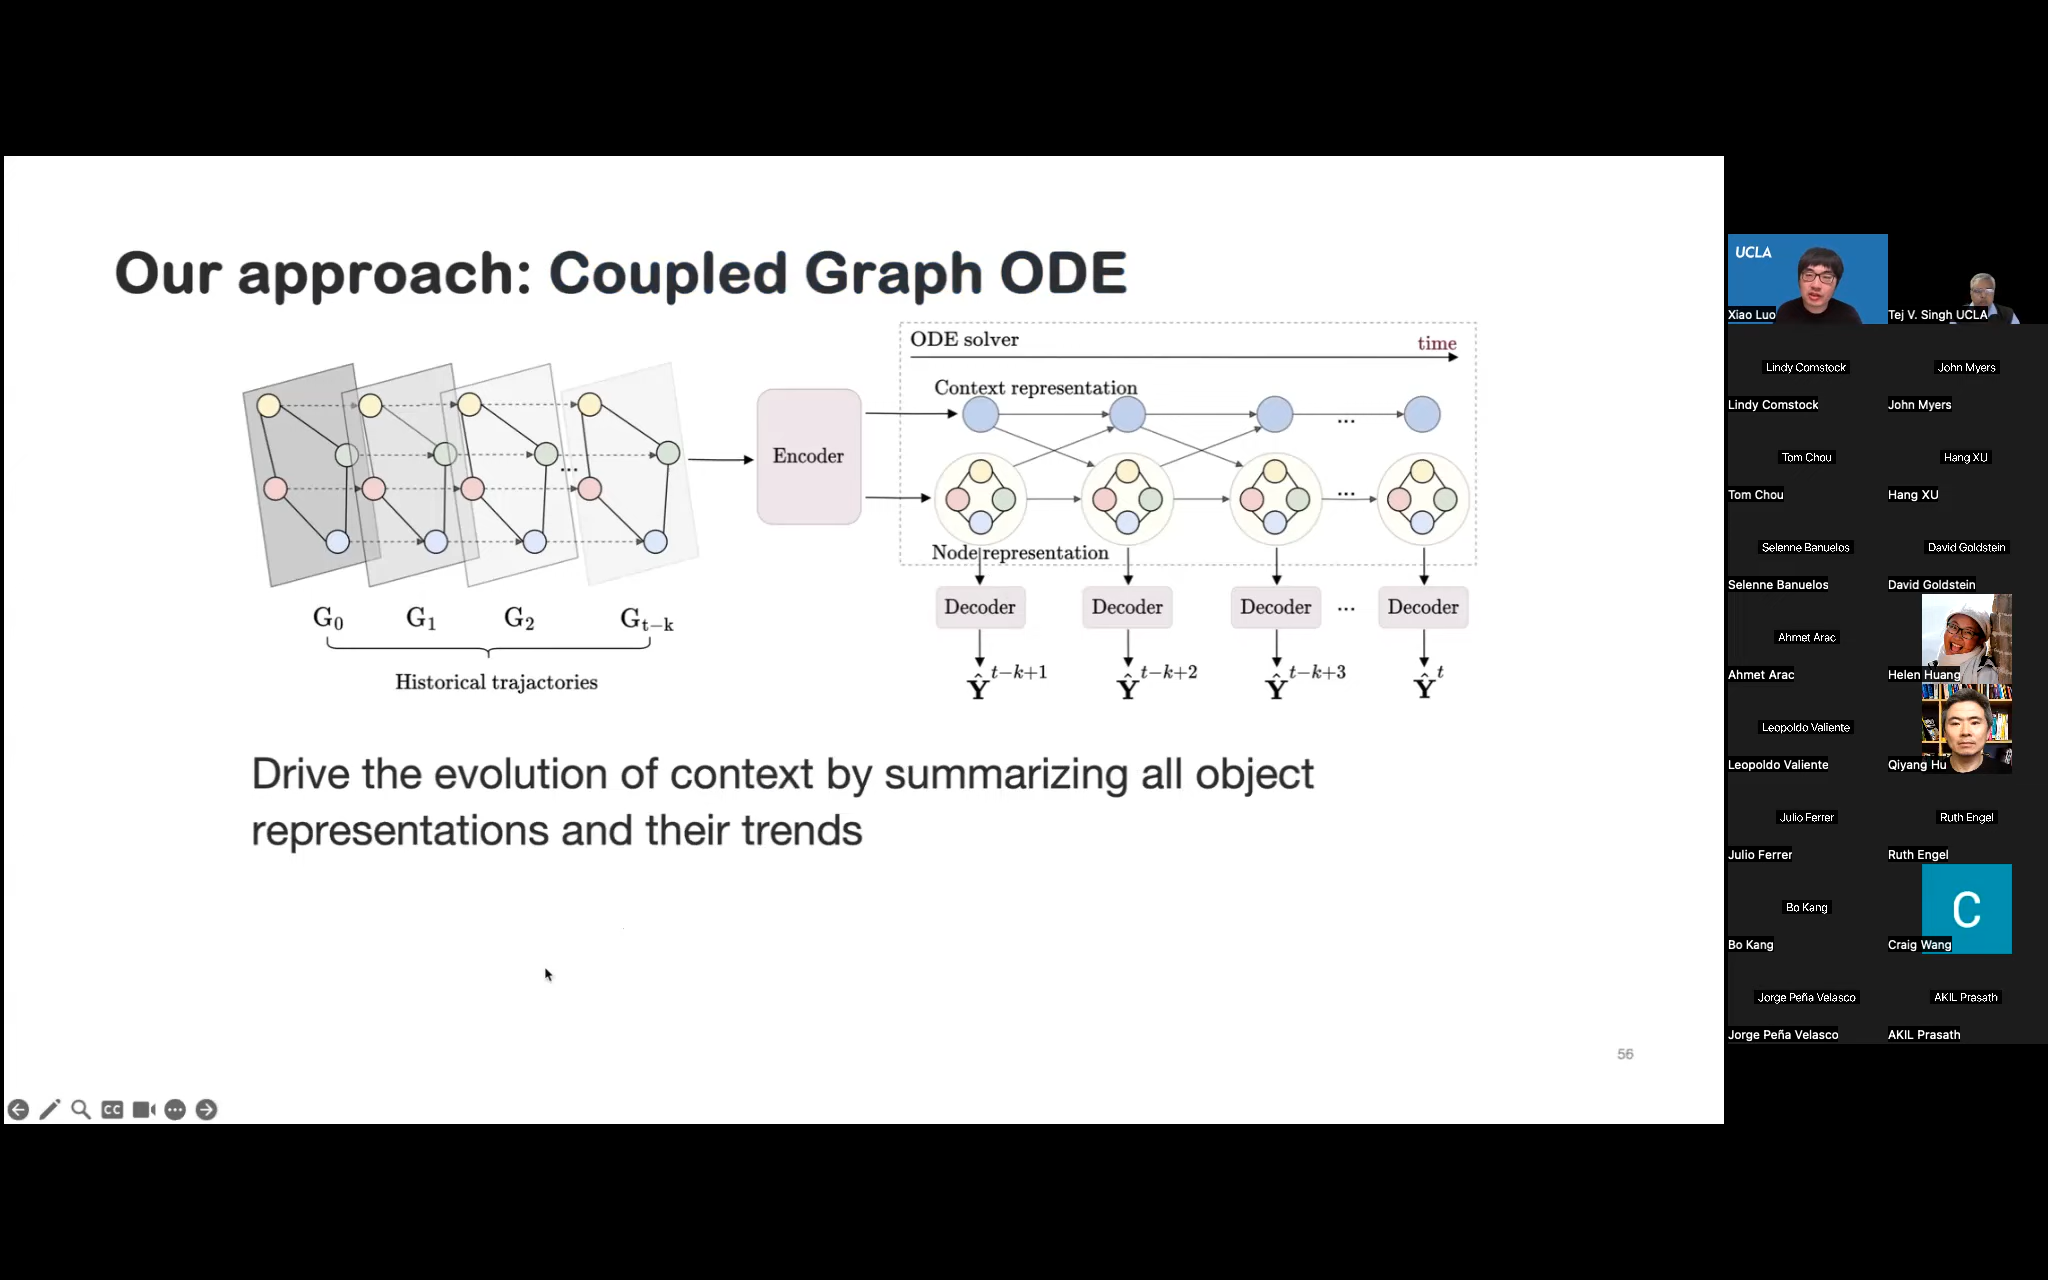 Our approach: Coupled Graph ODE
ODE solver
time
Context representation
Encoder
Node representation
Decoder Decoder Decoder ... Decoder
G₀ G₁ G₂ Gₜ₋ₖ
...
...
...
Historical trajactories
Ŷ^{t−k+1} Ŷ^{t−k+2} Ŷ^{t−k+3} Ŷ^{t}
Drive the evolution of context by summarizing all object
representations and their trends
56
CC
UCLA
Xiao Luo
Tej V. Singh UCLA
Lindy Comstock
John Myers
Lindy Comstock
John Myers
Tom Chou
Hang XU
Tom Chou
Hang XU
Selenne Banuelos
David Goldstein
Selenne Banuelos
David Goldstein
Ahmet Arac
Ahmet Arac
Helen Huang
Leopoldo Valiente
Leopoldo Valiente
Qiyang Hu
Julio Ferrer
Ruth Engel
Julio Ferrer
Ruth Engel
Bo Kang
C
Bo Kang
Craig Wang
Jorge Peña Velasco
AKIL Prasath
Jorge Peña Velasco
AKIL Prasath